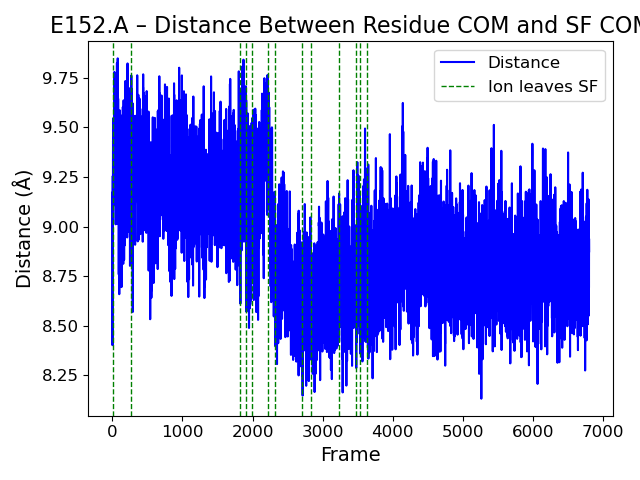 E152.A – Distance Between Residue COM and SF COM
Distance
Ion leaves SF
Distance (Å)
9.75
9.50
9.25
9.00
8.75
8.50
8.25
0 1000 2000 3000 4000 5000 6000 7000
Frame